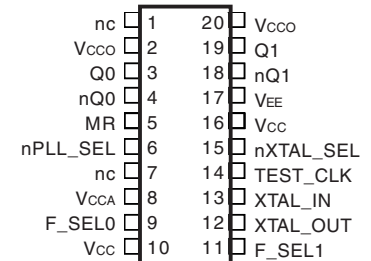 nc 1 20 VCCO
VCCO 2 19 Q1
Q0 3 18 nQ1
nQ0 4 17 VEE
MR 5 16 VCC
nPLL_SEL 6 15 nXTAL_SEL
nc 7 14 TEST_CLK
VCCA 8 13 XTAL_IN
F_SEL0 9 12 XTAL_OUT
VCC 10 11 F_SEL1